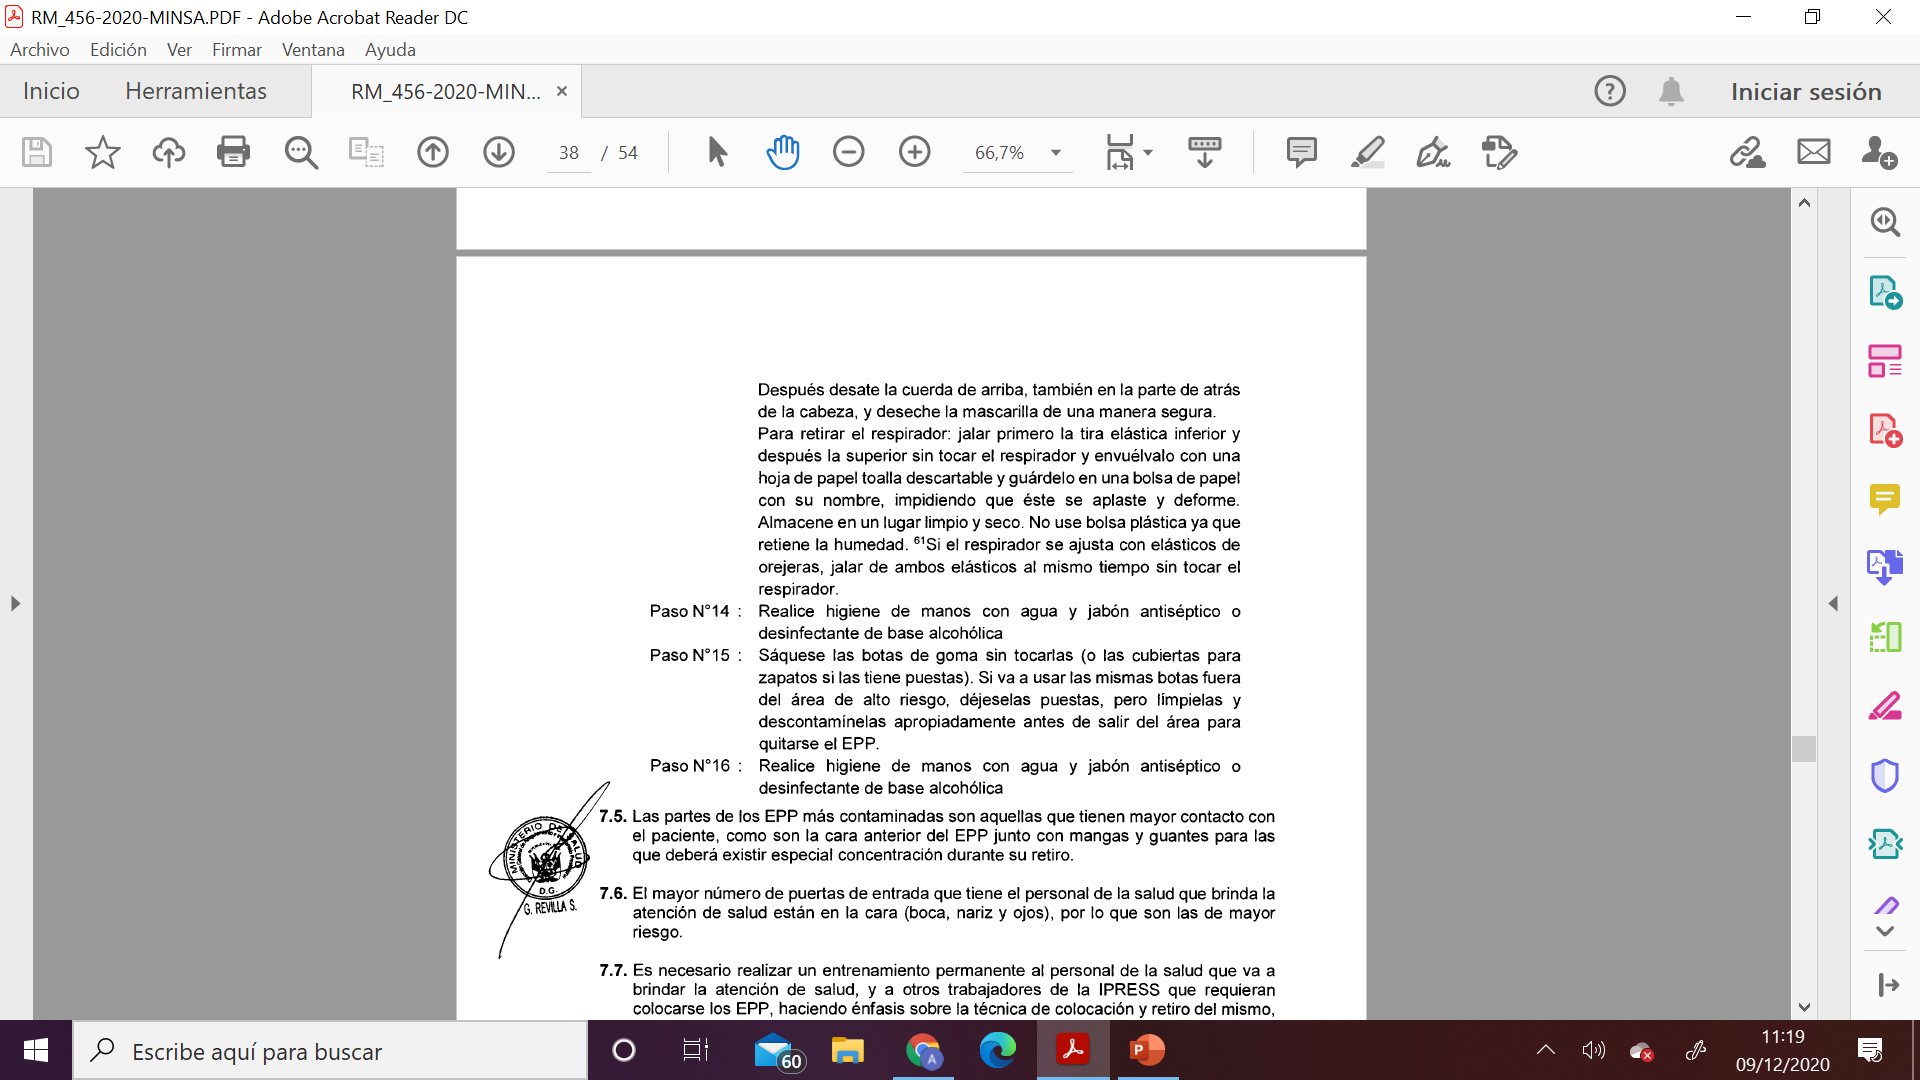 RM_456-2020-MINSA.PDF - Adobe Acrobat Reader DC
Archivo Edición Ver Firmar Ventana Ayuda
Inicio Herramientas RM_456-2020-MIN... × Iniciar sesión
38 / 54 66,7%
Después desate la cuerda de arriba, también en la parte de atrás
de la cabeza, y deseche la mascarilla de una manera segura.
Para retirar el respirador: jalar primero la tira elástica inferior y
después la superior sin tocar el respirador y envuélvalo con una
hoja de papel toalla descartable y guárdelo en una bolsa de papel
con su nombre, impidiendo que éste se aplaste y deforme.
Almacene en un lugar limpio y seco. No use bolsa plástica ya que
retiene la humedad. ⁶¹Si el respirador se ajusta con elásticos de
orejeras, jalar de ambos elásticos al mismo tiempo sin tocar el
respirador.
Paso N°14 : Realice higiene de manos con agua y jabón antiséptico o
desinfectante de base alcohólica
Paso N°15 : Sáquese las botas de goma sin tocarlas (o las cubiertas para
zapatos si las tiene puestas). Si va a usar las mismas botas fuera
del área de alto riesgo, déjeselas puestas, pero límpielas y
descontamínelas apropiadamente antes de salir del área para
quitarse el EPP.
Paso N°16 : Realice higiene de manos con agua y jabón antiséptico o
desinfectante de base alcohólica
7.5. Las partes de los EPP más contaminadas son aquellas que tienen mayor contacto con
el paciente, como son la cara anterior del EPP junto con mangas y guantes para las
que deberá existir especial concentración durante su retiro.
MINISTERIO DE SALUD
D.G.
G. REVILLA S.
7.6. El mayor número de puertas de entrada que tiene el personal de la salud que brinda la
atención de salud están en la cara (boca, nariz y ojos), por lo que son las de mayor
riesgo.
7.7. Es necesario realizar un entrenamiento permanente al personal de la salud que va a
brindar la atención de salud, y a otros trabajadores de la IPRESS que requieran
colocarse los EPP, haciendo énfasis sobre la técnica de colocación y retiro del mismo,
Escribe aquí para buscar
60
A
P
11:19
09/12/2020